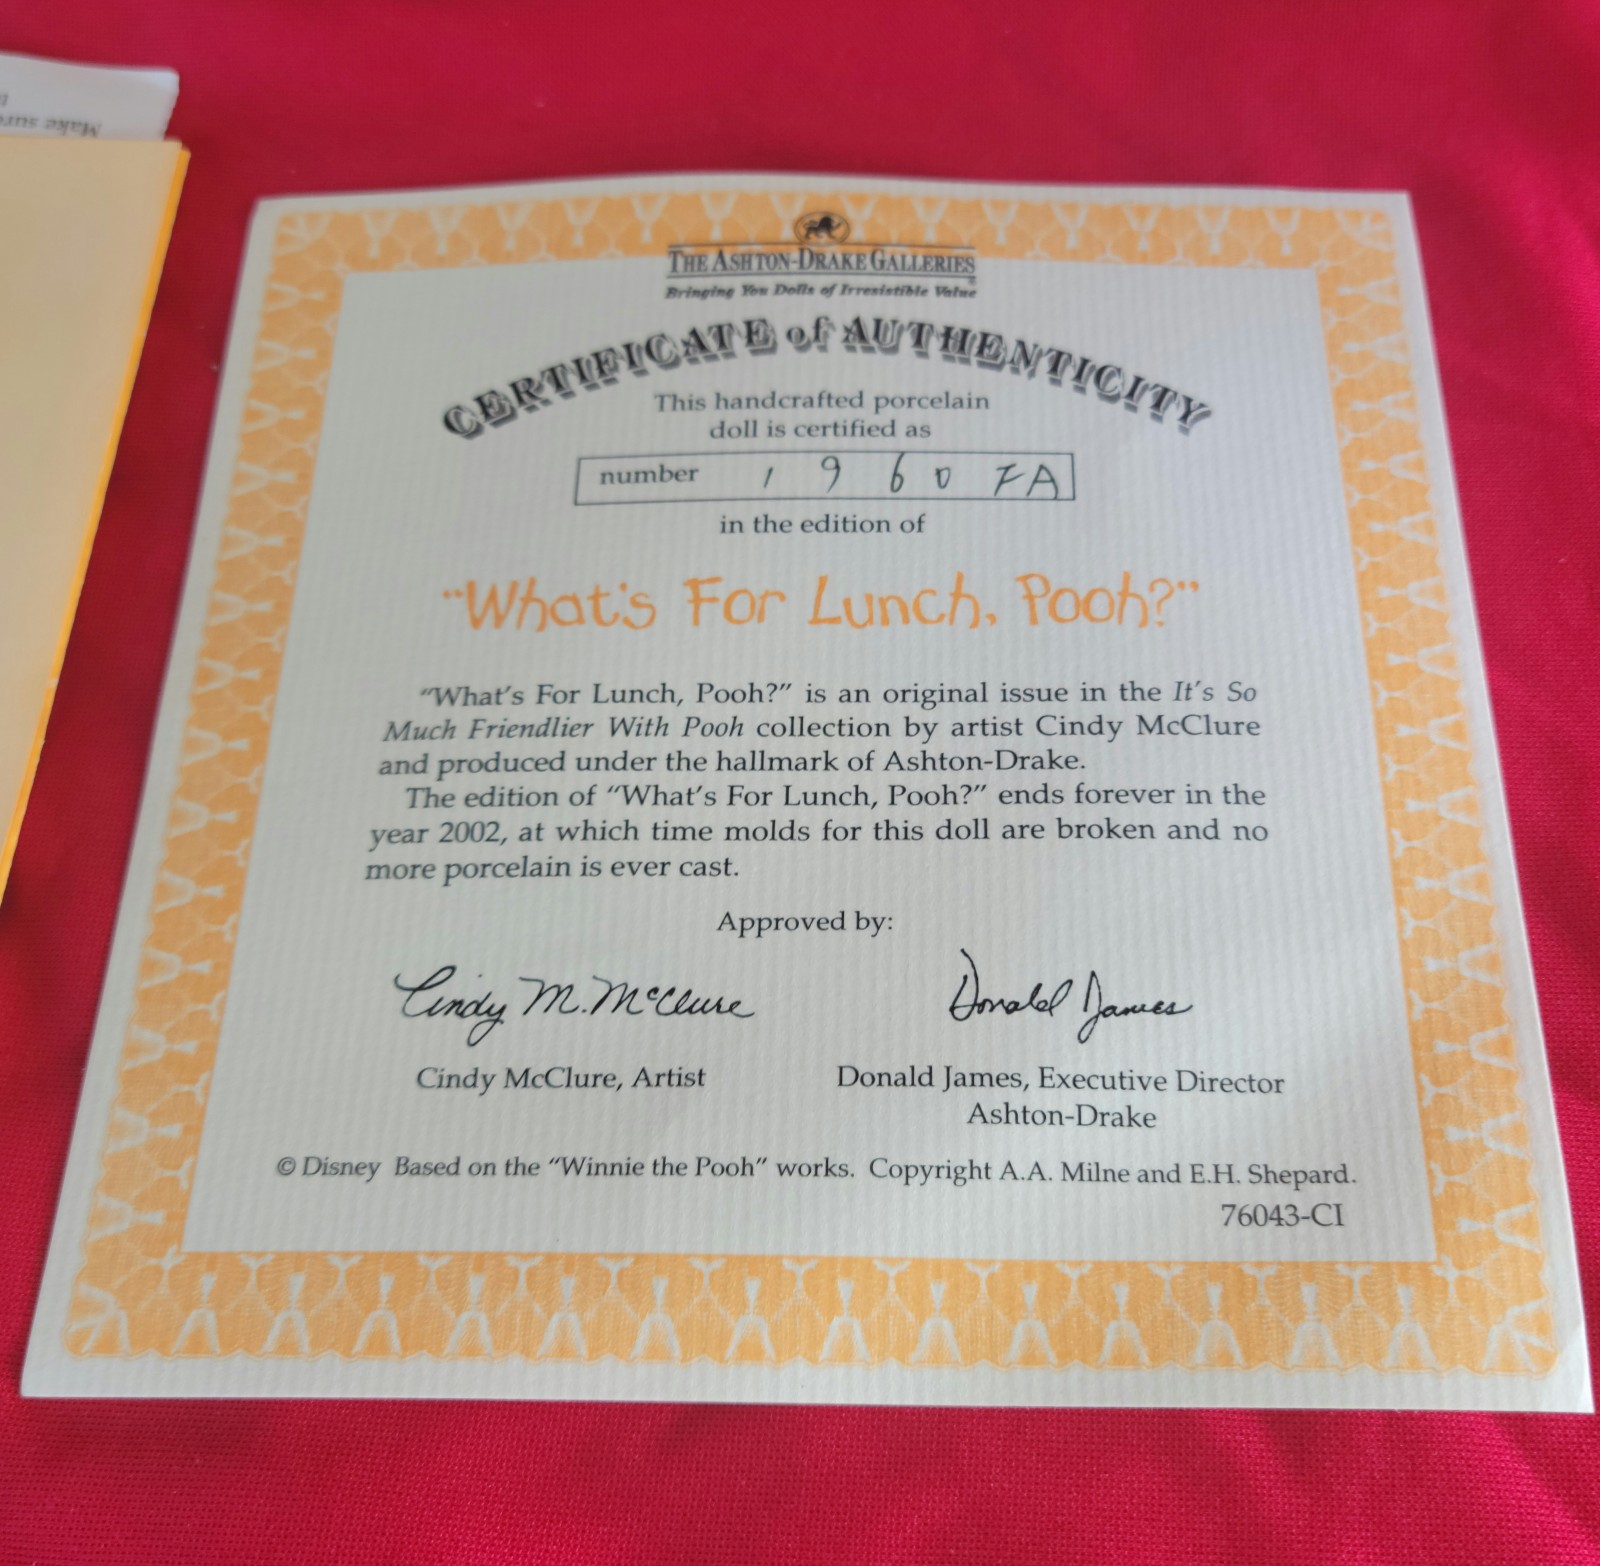 Make sure
THE ASHTON-DRAKE GALLERIES
Bringing You Dolls of Irresistible Value
CERTIFICATE of AUTHENTICITY
This handcrafted porcelain
doll is certified as
number 1960FA
in the edition of
"What's For Lunch, Pooh?"
"What's For Lunch, Pooh?" is an original issue in the It's So
Much Friendlier With Pooh collection by artist Cindy McClure
and produced under the hallmark of Ashton-Drake.
The edition of "What's For Lunch, Pooh?" ends forever in the
year 2002, at which time molds for this doll are broken and no
more porcelain is ever cast.
Approved by:
Cindy M. McClure Donald James
Cindy McClure, Artist Donald James, Executive Director
Ashton-Drake
© Disney Based on the "Winnie the Pooh" works. Copyright A.A. Milne and E.H. Shepard.
76043-CI